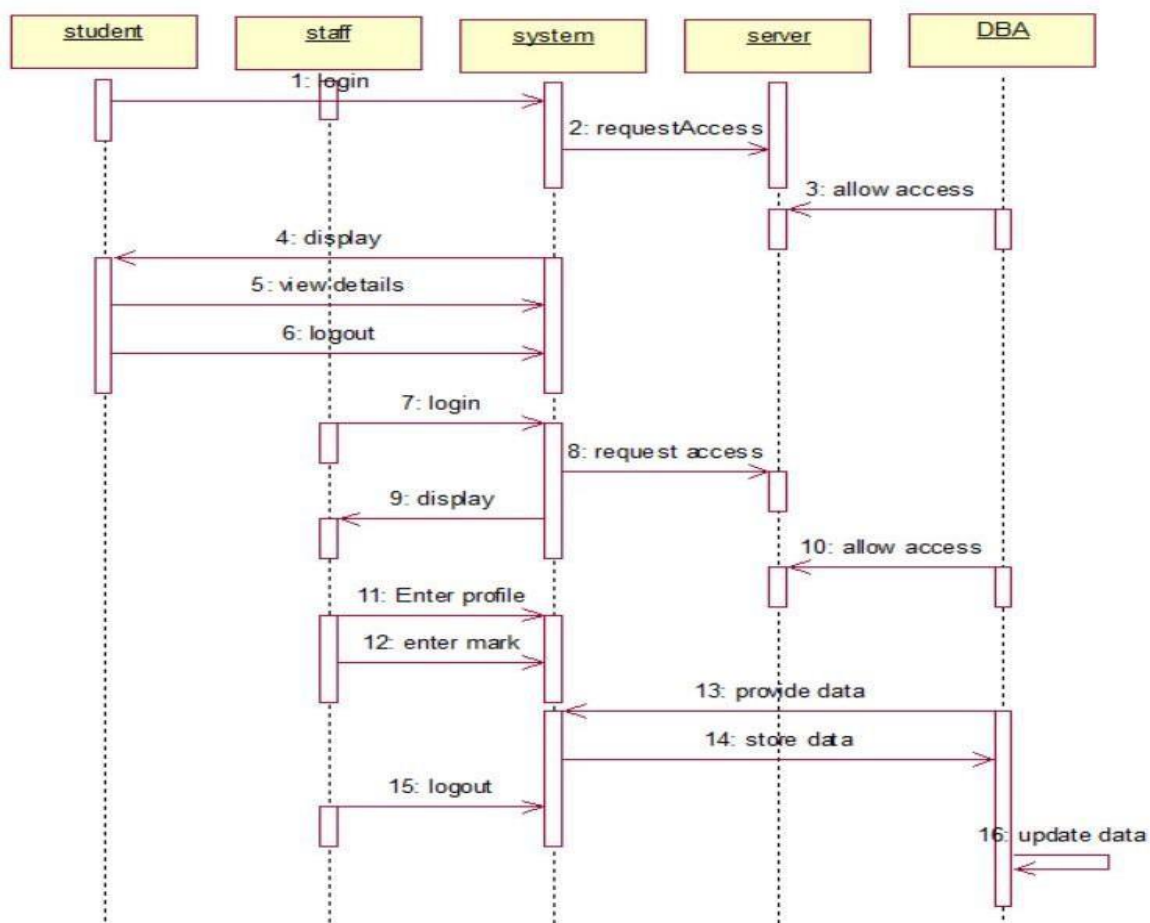 student
staff
system
server
DBA
1: login
2: requestAccess
3: allow access
4: display
5: view details
6: logout
7: login
8: request access
9: display
10: allow access
11: Enter profile
12: enter mark
13: provide data
14: store data
15: logout
16: update data